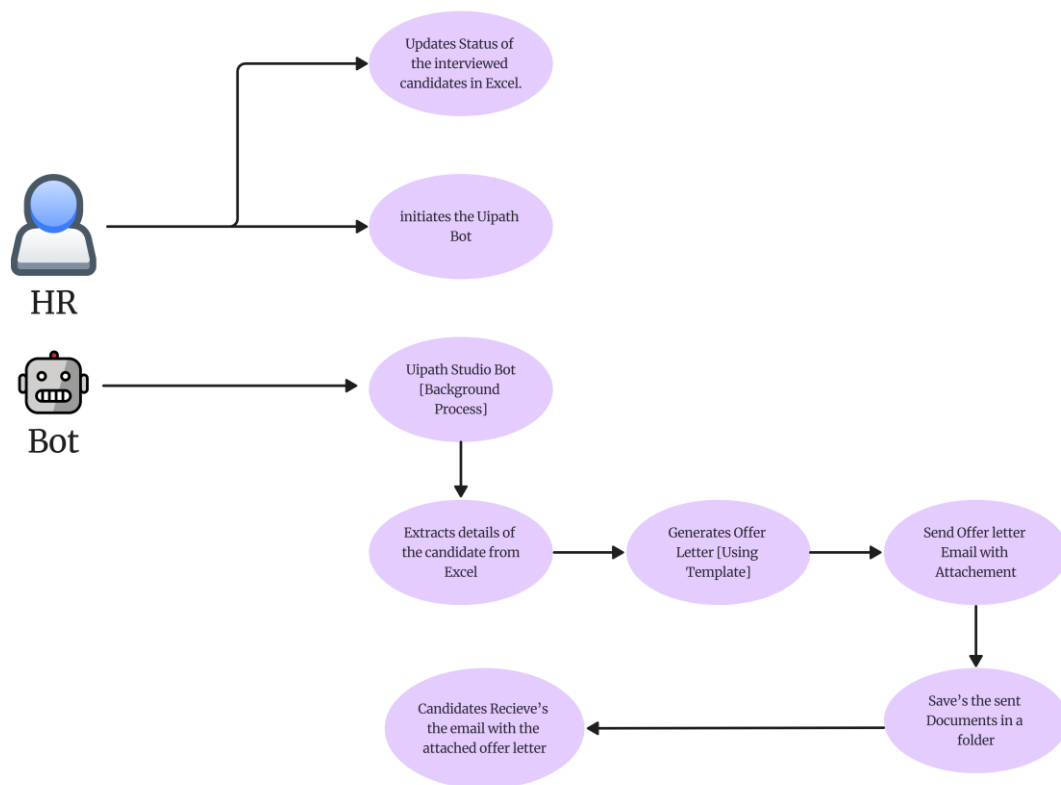 Updates Status of
the interviewed
candidates in Excel.
initiates the Uipath
Bot
HR
Uipath Studio Bot
[Background
Process]
Bot
Extracts details of
the candidate from
Excel
Generates Offer
Letter [Using
Template]
Send Offer letter
Email with
Attachement
Save's the sent
Documents in a
folder
Candidates Recieve's
the email with the
attached offer letter